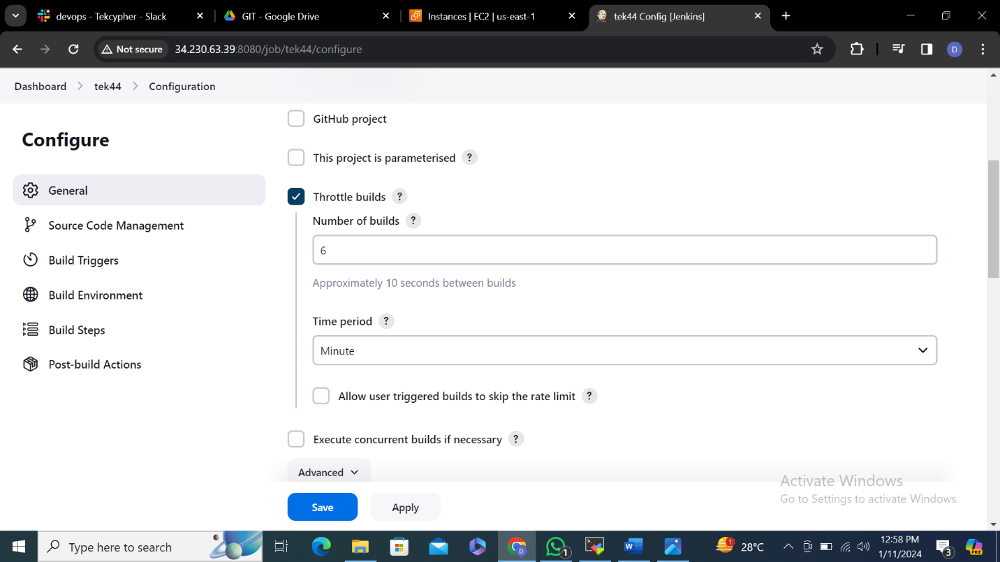 devops - Tekcypher - Slack
GIT - Google Drive
Instances | EC2 | us-east-1
tek44 Config [Jenkins]
Not secure
34.230.63.39:8080/job/tek44/configure
D
Dashboard
tek44
Configuration
Configure
General
Source Code Management
Build Triggers
Build Environment
Build Steps
Post-build Actions
GitHub project
This project is parameterised ?
Throttle builds ?
Number of builds ?
6
Approximately 10 seconds between builds
Time period ?
Minute
Allow user triggered builds to skip the rate limit ?
Execute concurrent builds if necessary ?
Advanced
Save
Apply
Activate Windows
Go to Settings to activate Windows.
Type here to search
D
1
W
1
28°C
12:58 PM
1/11/2024
3
PRE